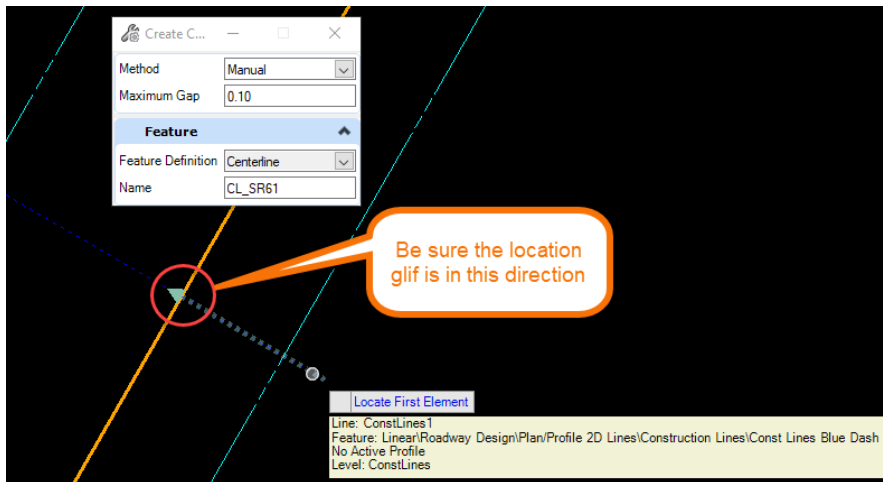 Create C...
Method Manual
Maximum Gap 0.10
Feature
Feature Definition Centerline
Name CL_SR61
Be sure the location
glif is in this direction
Locate First Element
Line: ConstLines1
Feature: Linear\Roadway Design\Plan/Profile 2D Lines\Construction Lines\Const Lines Blue Dash
No Active Profile
Level: ConstLines